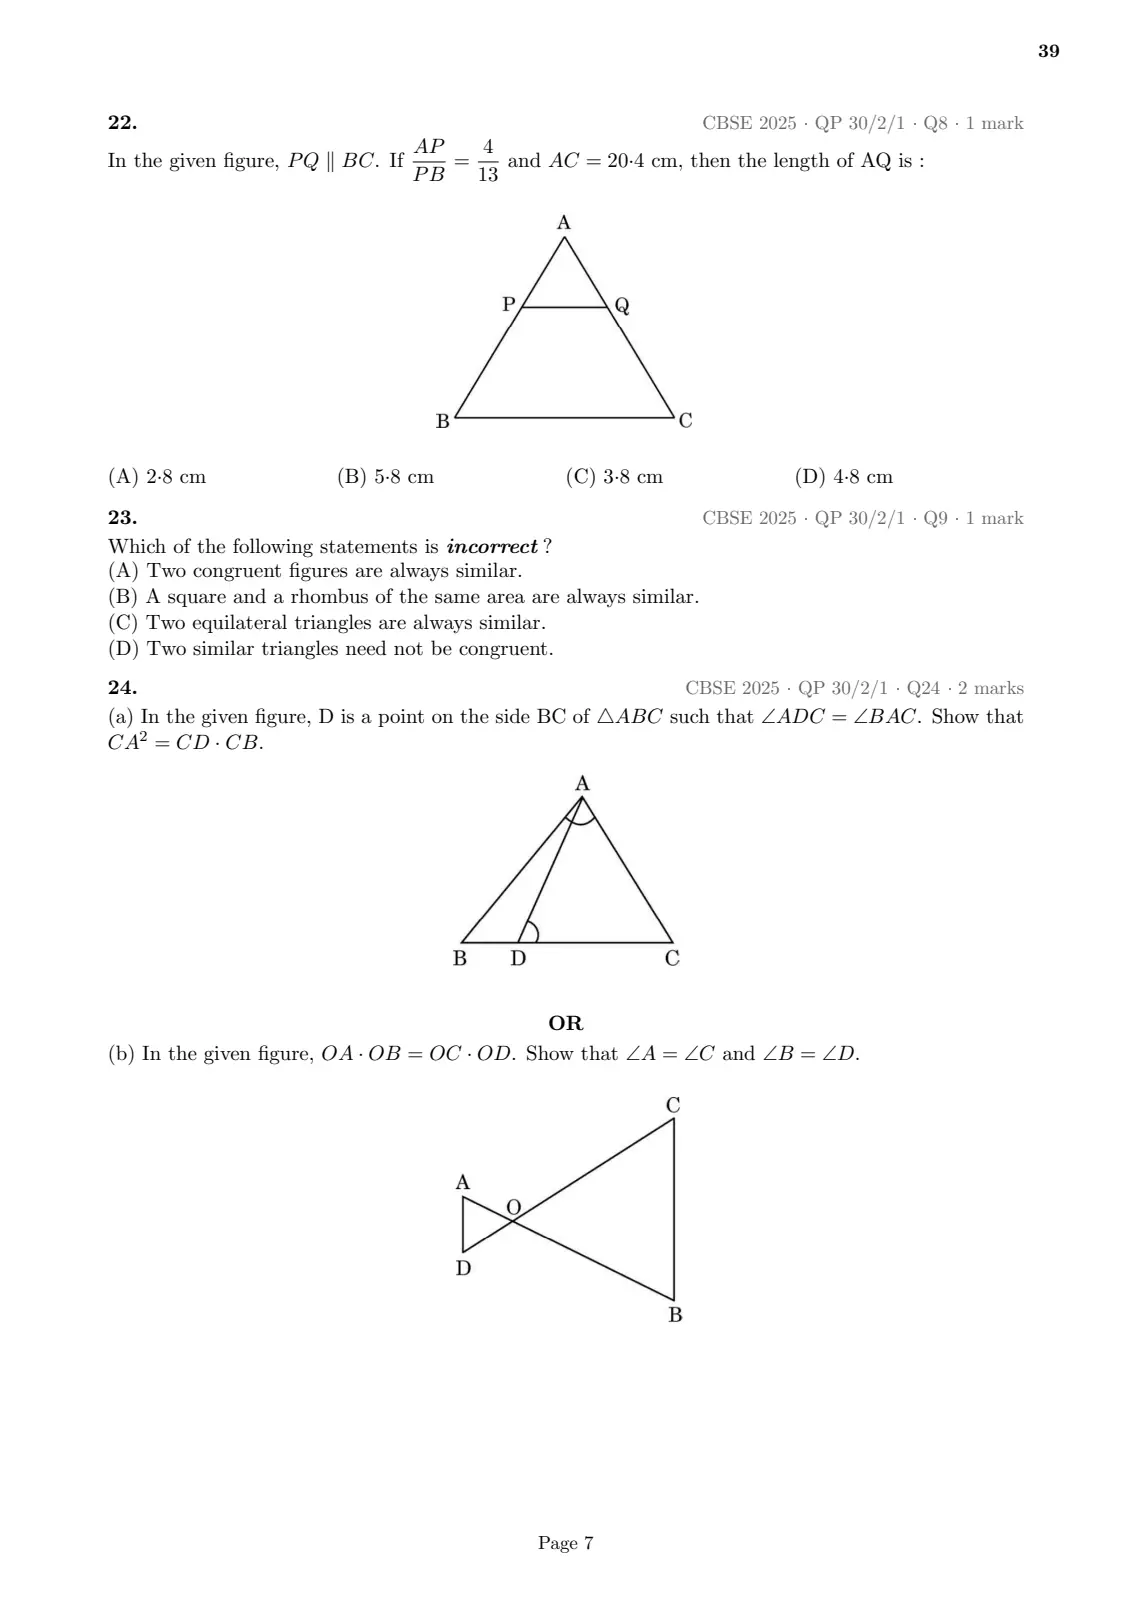 39
22. CBSE 2025 · QP 30/2/1 · Q8 · 1 mark
In the given figure, PQ ∥ BC. If AP/PB = 4/13 and AC = 20·4 cm, then the length of AQ is :
A
P Q
B C
(A) 2·8 cm (B) 5·8 cm (C) 3·8 cm (D) 4·8 cm
23. CBSE 2025 · QP 30/2/1 · Q9 · 1 mark
Which of the following statements is incorrect ?
(A) Two congruent figures are always similar.
(B) A square and a rhombus of the same area are always similar.
(C) Two equilateral triangles are always similar.
(D) Two similar triangles need not be congruent.
24. CBSE 2025 · QP 30/2/1 · Q24 · 2 marks
(a) In the given figure, D is a point on the side BC of △ABC such that ∠ADC = ∠BAC. Show that
CA² = CD · CB.
A
B D C
OR
(b) In the given figure, OA · OB = OC · OD. Show that ∠A = ∠C and ∠B = ∠D.
C
A
O
D
B
Page 7